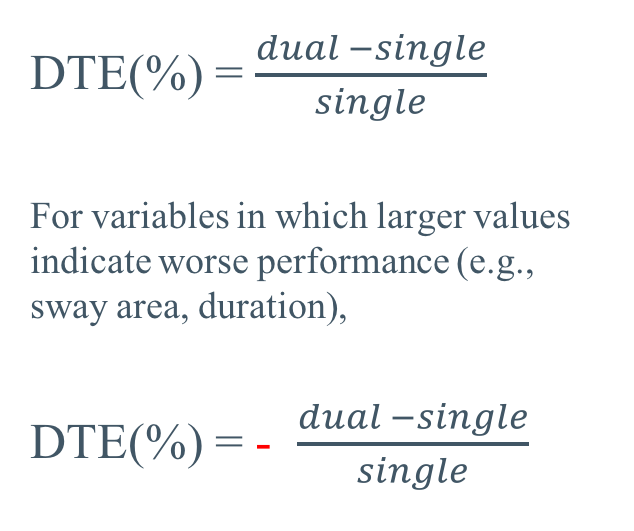 DTE(%) = dual –single
single
For variables in which larger values
indicate worse performance (e.g.,
sway area, duration),
DTE(%) = - dual –single
single